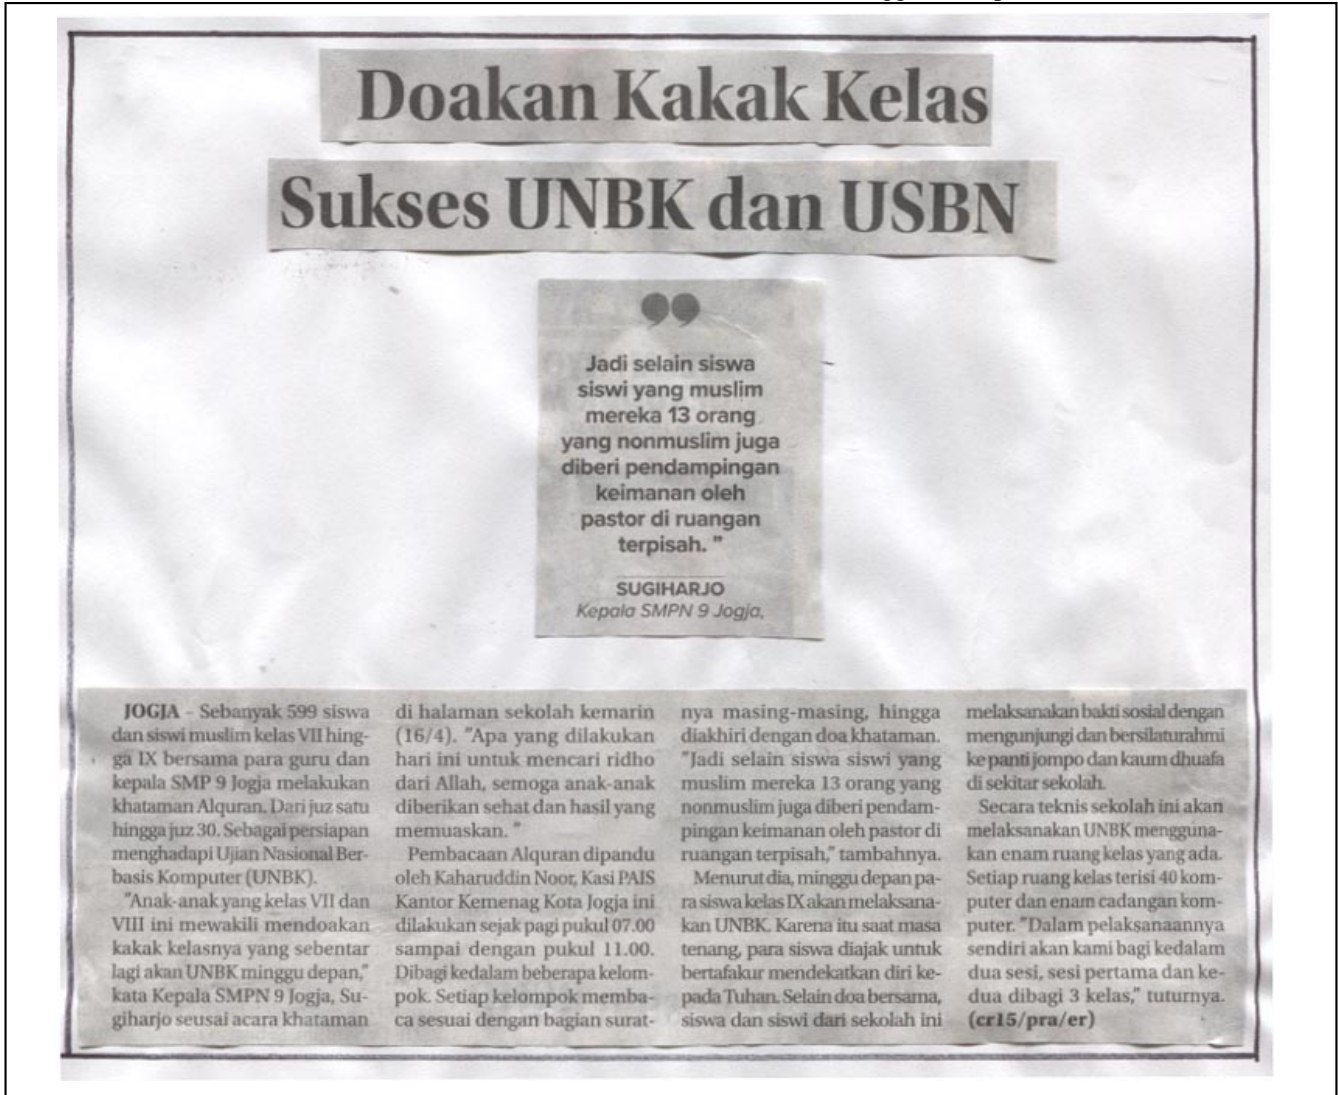 Doakan Kakak Kelas
Sukses UNBK dan USBN
”
Jadi selain siswa
siswi yang muslim
mereka 13 orang
yang nonmuslim juga
diberi pendampingan
keimanan oleh
pastor di ruangan
terpisah. ”
SUGIHARJO
Kepala SMPN 9 Jogja,
JOGJA – Sebanyak 599 siswa
dan siswi muslim kelas VII hing-
ga IX bersama para guru dan
kepala SMP 9 Jogja melakukan
khataman Alquran. Dari juz satu
hingga juz 30. Sebagai persiapan
menghadapi Ujian Nasional Ber-
basis Komputer (UNBK).
"Anak-anak yang kelas VII dan
VIII ini mewakili mendoakan
kakak kelasnya yang sebentar
lagi akan UNBK minggu depan,"
kata Kepala SMPN 9 Jogja, Su-
giharjo seusai acara khataman
di halaman sekolah kemarin
(16/4). "Apa yang dilakukan
hari ini untuk mencari ridho
dari Allah, semoga anak-anak
diberikan sehat dan hasil yang
memuaskan. "
Pembacaan Alquran dipandu
oleh Kaharuddin Noor, Kasi PAIS
Kantor Kemenag Kota Jogja ini
dilakukan sejak pagi pukul 07.00
sampai dengan pukul 11.00.
Dibagi kedalam beberapa kelom-
pok. Setiap kelompok memba-
ca sesuai dengan bagian surat-
nya masing-masing, hingga
diakhiri dengan doa khataman.
"Jadi selain siswa siswi yang
muslim mereka 13 orang yang
nonmuslim juga diberi pendam-
pingan keimanan oleh pastor di
ruangan terpisah," tambahnya.
Menurut dia, minggu depan pa-
ra siswa kelas IX akan melaksana-
kan UNBK. Karena itu saat masa
tenang, para siswa diajak untuk
bertafakur mendekatkan diri ke-
pada Tuhan. Selain doa bersama,
siswa dan siswi dari sekolah ini
melaksanakan bakti sosial dengan
mengunjungi dan bersilaturahmi
ke panti jompo dan kaum dhuafa
di sekitar sekolah.
Secara teknis sekolah ini akan
melaksanakan UNBK mengguna-
kan enam ruang kelas yang ada.
Setiap ruang kelas terisi 40 kom-
puter dan enam cadangan kom-
puter. "Dalam pelaksanaannya
sendiri akan kami bagi kedalam
dua sesi, sesi pertama dan ke-
dua dibagi 3 kelas," tuturnya.
(cr15/pra/er)